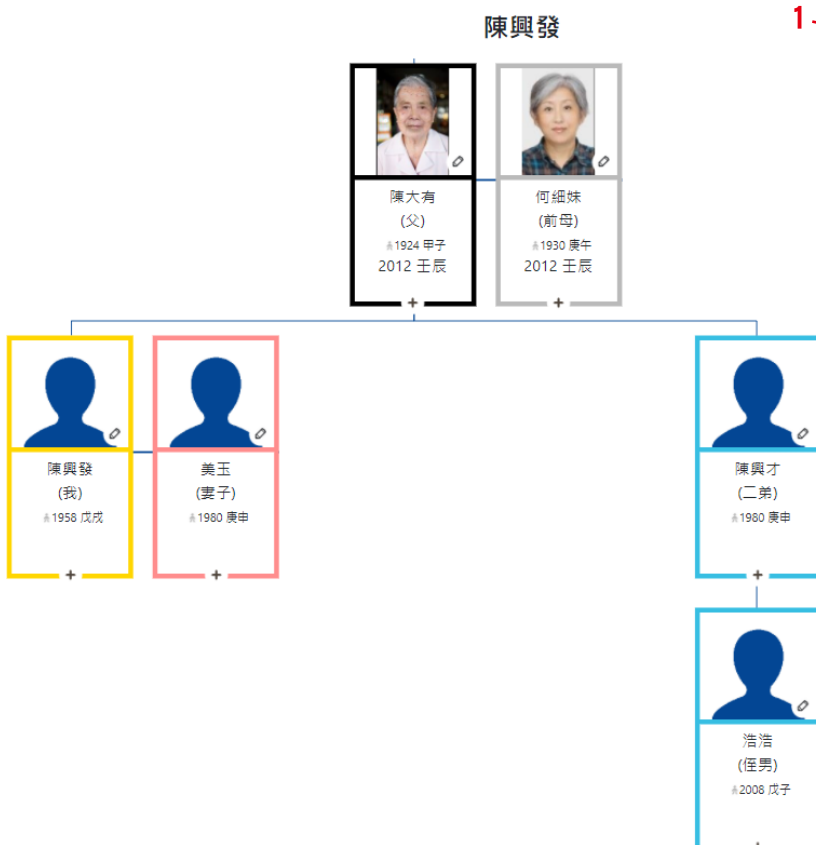 陳興發
1
陳大有
(父)
1924 甲子
2012 壬辰
+
何細妹
(前母)
1930 庚午
2012 壬辰
+
陳興發
(我)
1958 戊戌
+
美玉
(妻子)
1980 庚申
+
陳興才
(二弟)
1980 庚申
+
浩浩
(侄男)
2008 戊子